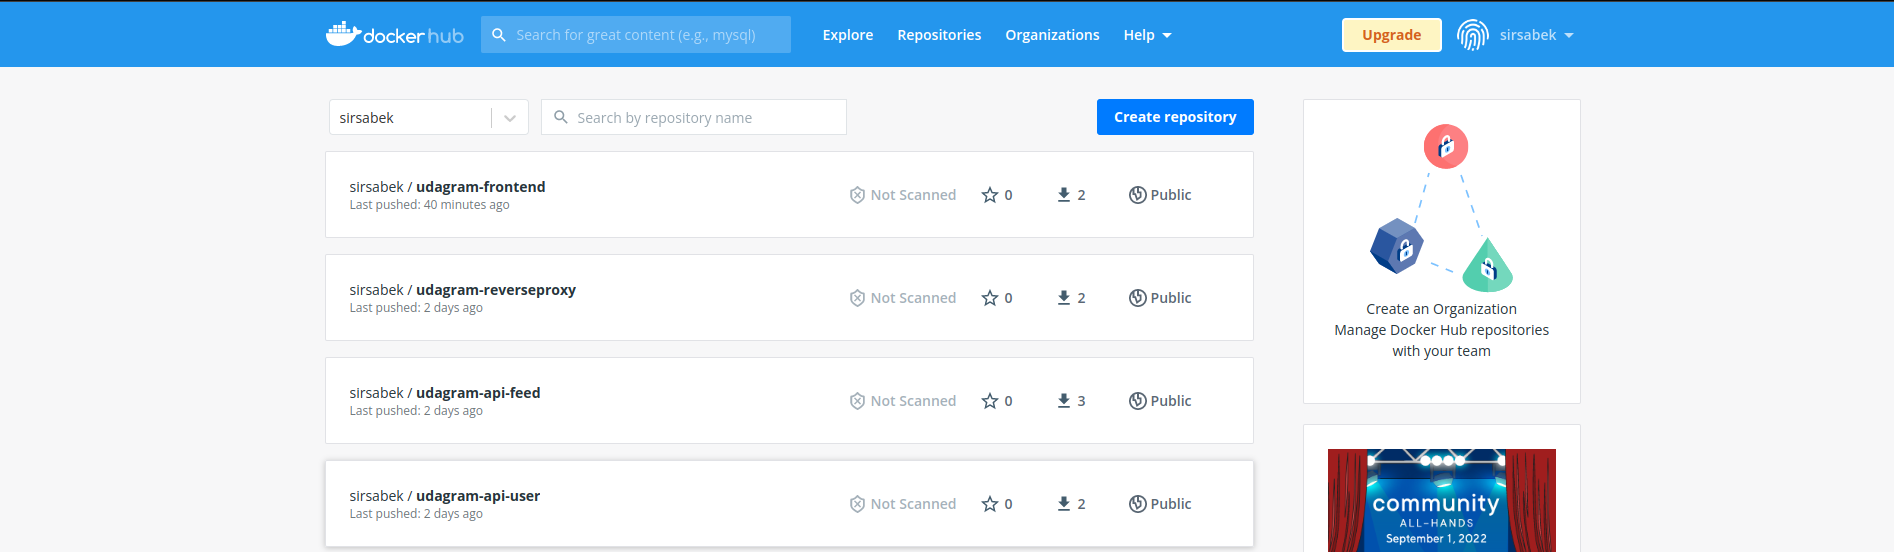 docker hub
Search for great content (e.g., mysql)
Explore
Repositories
Organizations
Help
Upgrade
sirsabek
sirsabek
Search by repository name
Create repository
sirsabek / udagram-frontend
Last pushed: 40 minutes ago
Not Scanned
0
2
Public
sirsabek / udagram-reverseproxy
Last pushed: 2 days ago
Not Scanned
0
2
Public
sirsabek / udagram-api-feed
Last pushed: 2 days ago
Not Scanned
0
3
Public
sirsabek / udagram-api-user
Last pushed: 2 days ago
Not Scanned
0
2
Public
Create an Organization
Manage Docker Hub repositories
with your team
community
ALL-HANDS
September 1, 2022